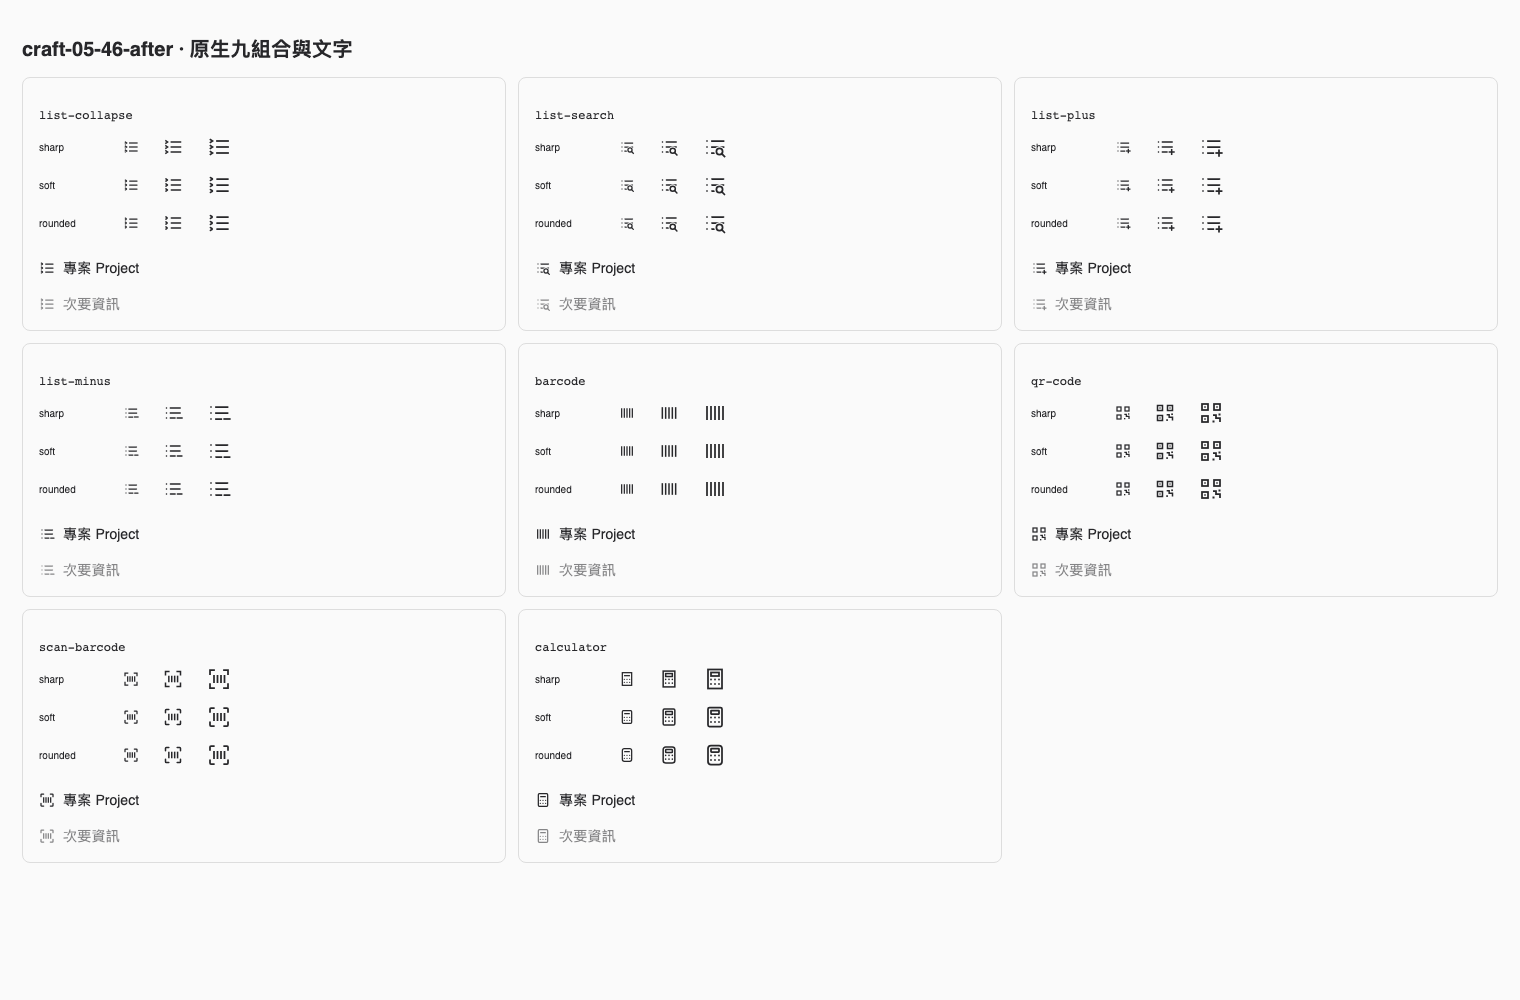 craft-05-46-after · 原生九組合與文字
list-collapse
sharp
soft
rounded
專案 Project
次要資訊
list-search
sharp
soft
rounded
專案 Project
次要資訊
list-plus
sharp
soft
rounded
專案 Project
次要資訊
list-minus
sharp
soft
rounded
專案 Project
次要資訊
barcode
sharp
soft
rounded
專案 Project
次要資訊
qr-code
sharp
soft
rounded
專案 Project
次要資訊
scan-barcode
sharp
soft
rounded
專案 Project
次要資訊
calculator
sharp
soft
rounded
專案 Project
次要資訊